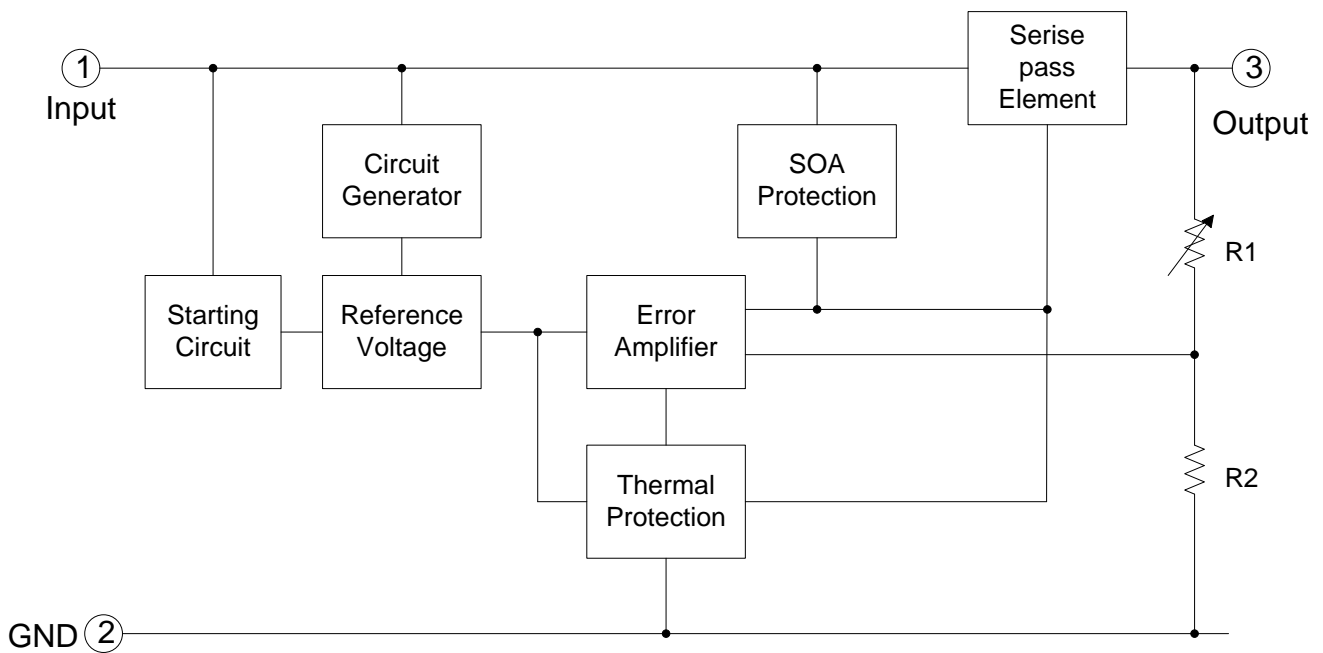 1
Input
Serise
pass
Element
3
Output
Circuit
Generator
SOA
Protection
R1
Starting
Circuit
Reference
Voltage
Error
Amplifier
Thermal
Protection
R2
GND 2